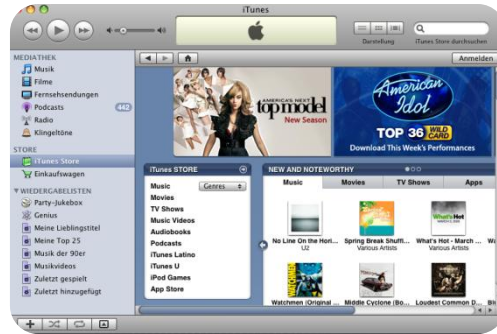 iTunes
Darstellung
iTunes Store durchsuchen
MEDIATHEK
Musik
Filme
Fernsehsendungen
Podcasts 442
Radio
Klingeltöne
STORE
iTunes Store
Einkaufswagen
WIEDERGABELISTEN
Party-Jukebox
Genius
Meine Lieblingstitel
Meine Top 25
Musik der 90er
Musikvideos
Zuletzt gespielt
Zuletzt hinzugefügt
Anmelden
AMERICA'S NEXT
top model
New Season
American
Idol
TOP 36 WILD CARD
Download This Week's Performances
iTunes STORE
Music Genres
Movies
TV Shows
Music Videos
Audiobooks
Podcasts
iTunes Latino
iTunes U
iPod Games
App Store
NEW AND NOTEWORTHY
Music Movies TV Shows Apps
What'sHot
No Line On the Hori... Spring Break Shuffl... What's Hot - March ... Wa
U2 Various Artists Various Artists
WATCHMEN
Watchmen (Original ... Middle Cyclone (Bo... Loudest Common D...